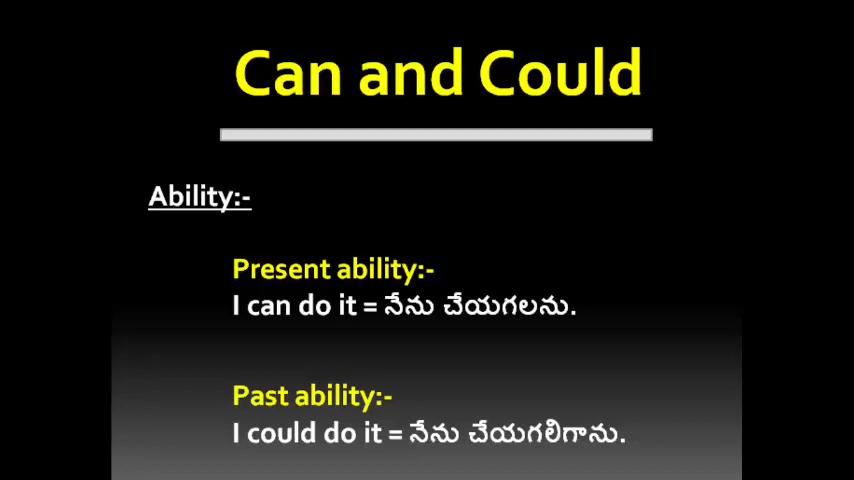 Can and Could
Ability:-
Present ability:-
I can do it = నేను చేయగలను.
Past ability:-
I could do it = నేను చేయగలిగాను.